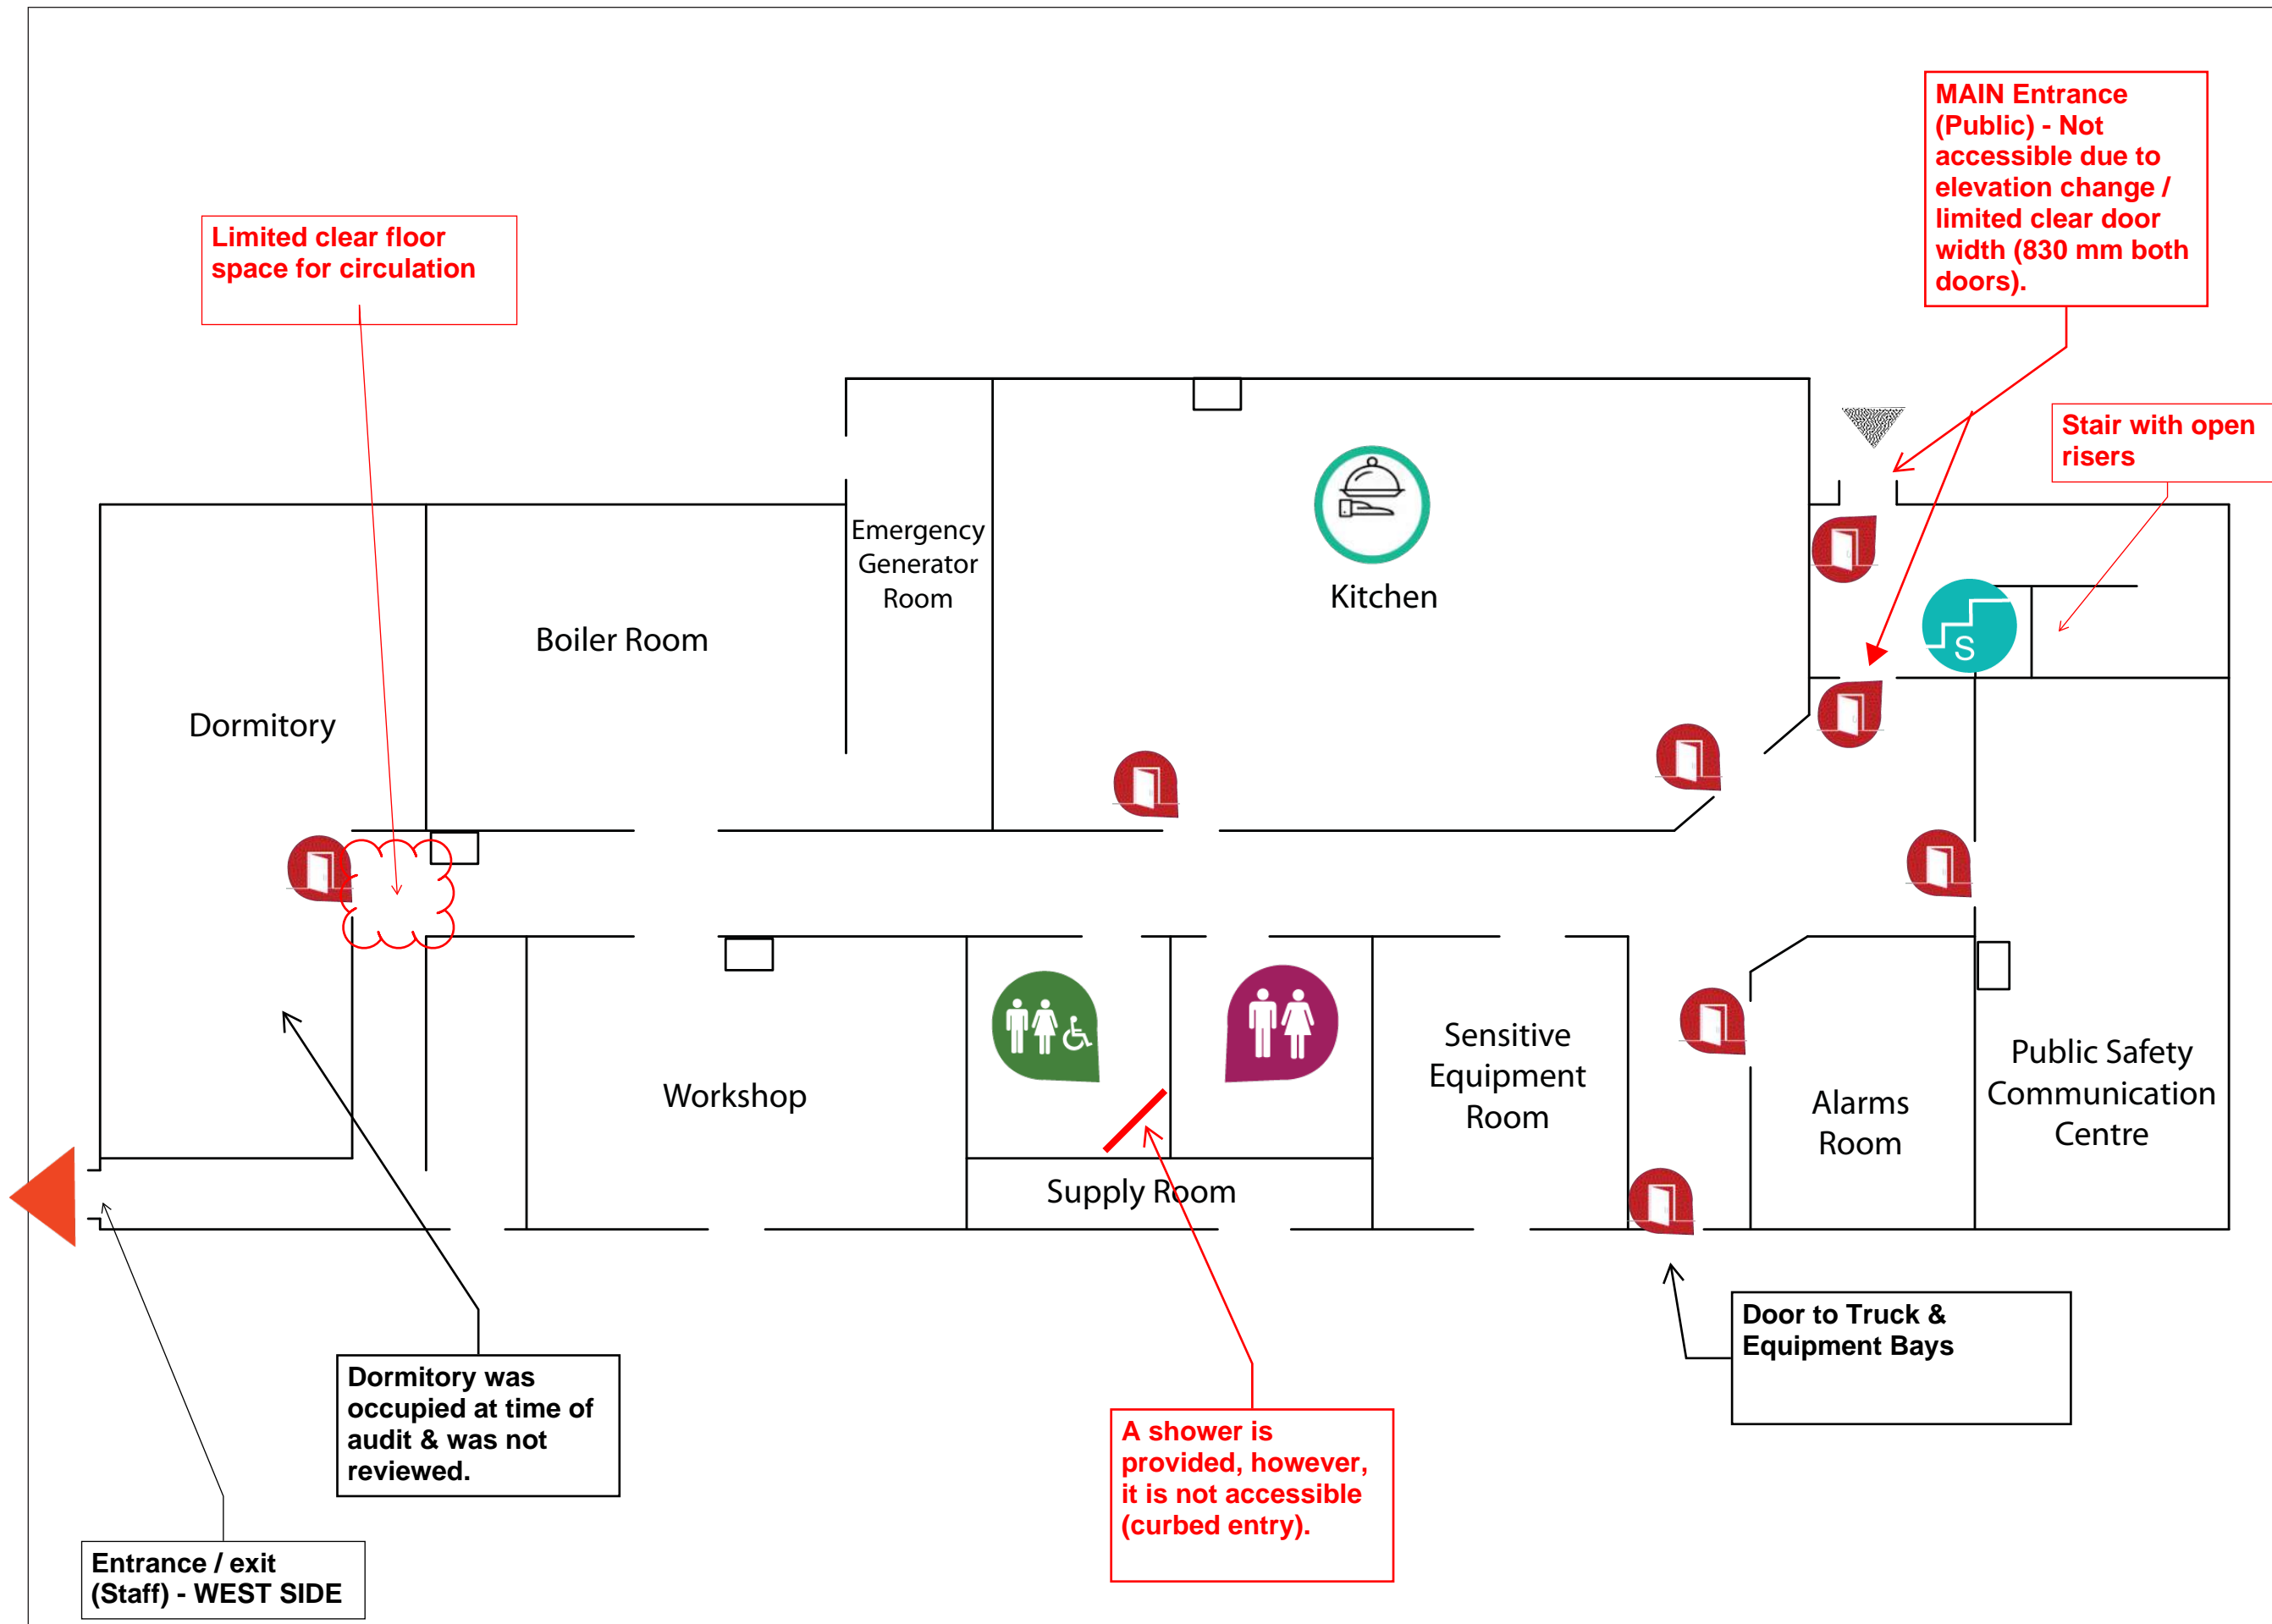 MAIN Entrance
(Public) - Not
accessible due to
elevation change /
limited clear door
width (830 mm both
doors).
Limited clear floor
space for circulation
Stair with open
risers
Emergency
Generator
Room
Kitchen
Boiler Room
S
Dormitory
Sensitive
Equipment
Room
Public Safety
Communication
Centre
Workshop
Alarms
Room
Supply Room
Door to Truck &
Equipment Bays
Dormitory was
occupied at time of
audit & was not
reviewed.
A shower is
provided, however,
it is not accessible
(curbed entry).
Entrance / exit
(Staff) - WEST SIDE